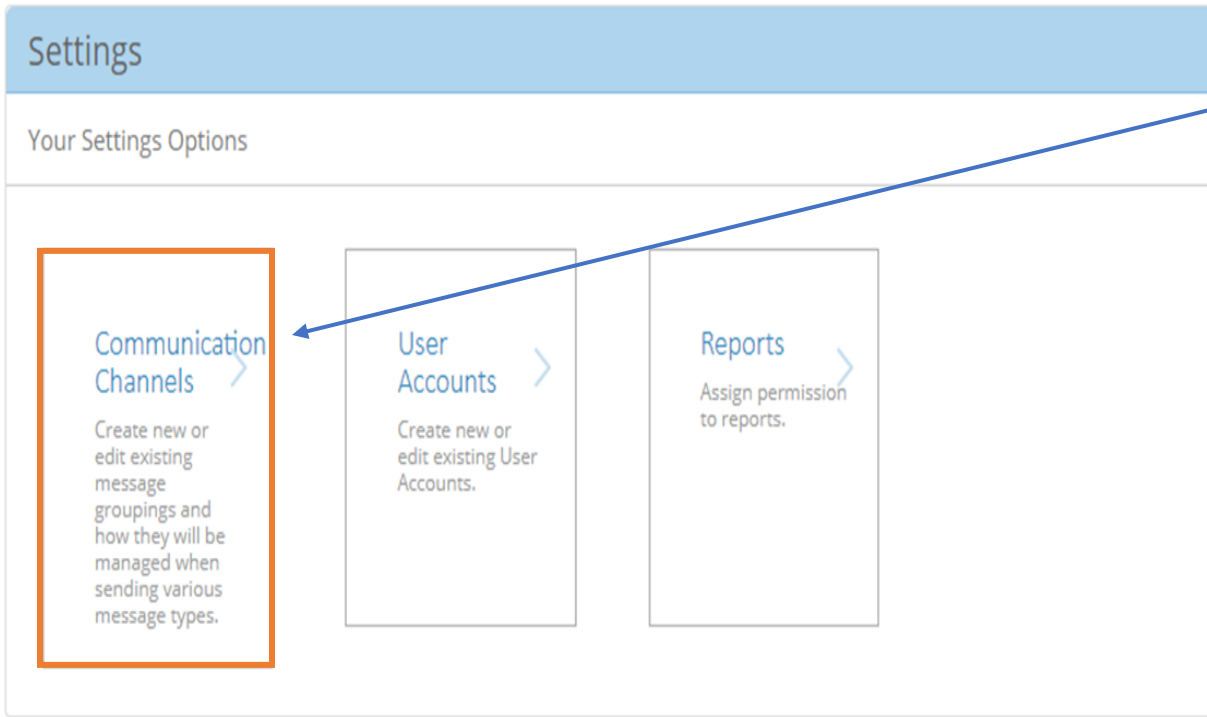 Settings
Your Settings Options
Communication
Channels
Create new or
edit existing
message
groupings and
how they will be
managed when
sending various
message types.
User
Accounts
Create new or
edit existing User
Accounts.
Reports
Assign permission
to reports.